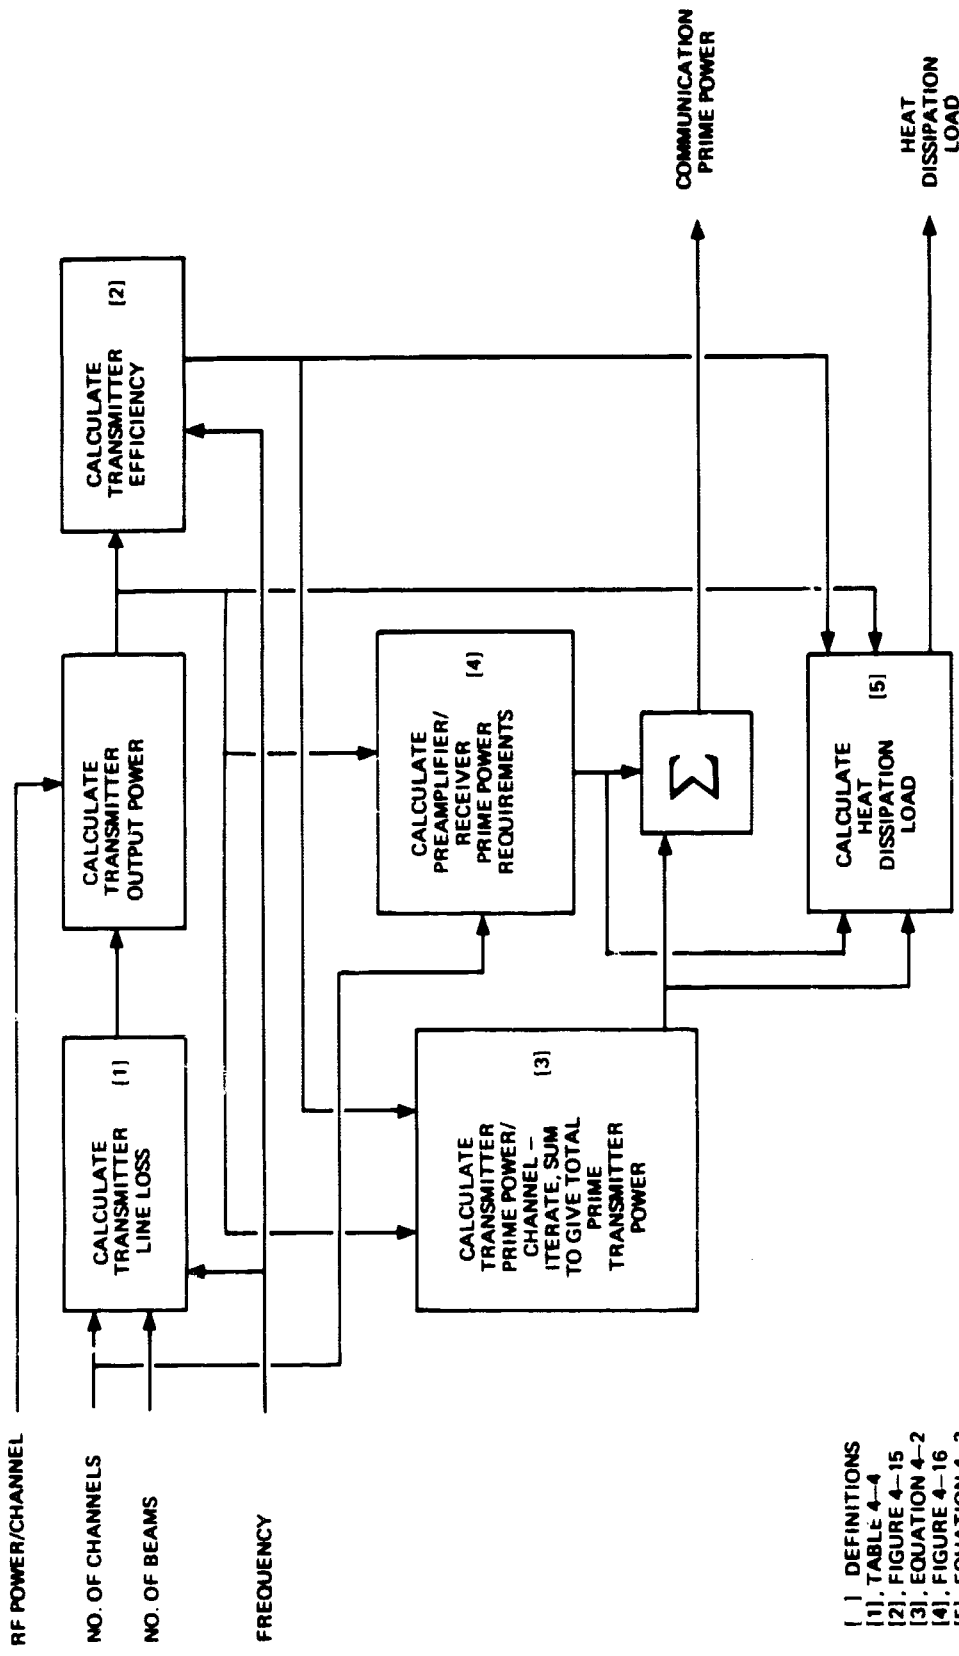 RF POWER/CHANNEL
NO. OF CHANNELS
NO. OF BEAMS
FREQUENCY
CALCULATE
TRANSMITTER
LINE LOSS
[1]
CALCULATE
TRANSMITTER
OUTPUT POWER
CALCULATE
TRANSMITTER
EFFICIENCY
[2]
CALCULATE
TRANSMITTER
PRIME POWER/
CHANNEL –
ITERATE, SUM
TO GIVE TOTAL
PRIME
TRANSMITTER
POWER
[3]
CALCULATE
PREAMPLIFIER/
RECEIVER
PRIME POWER
REQUIREMENTS
[4]
Σ
COMMUNICATION
PRIME POWER
CALCULATE
HEAT
DISSIPATION
LOAD
[5]
HEAT
DISSIPATION
LOAD
[ ] DEFINITIONS
[1], TABLE 4–4
[2], FIGURE 4–15
[3], EQUATION 4–2
[4], FIGURE 4–16
[5], EQUATION